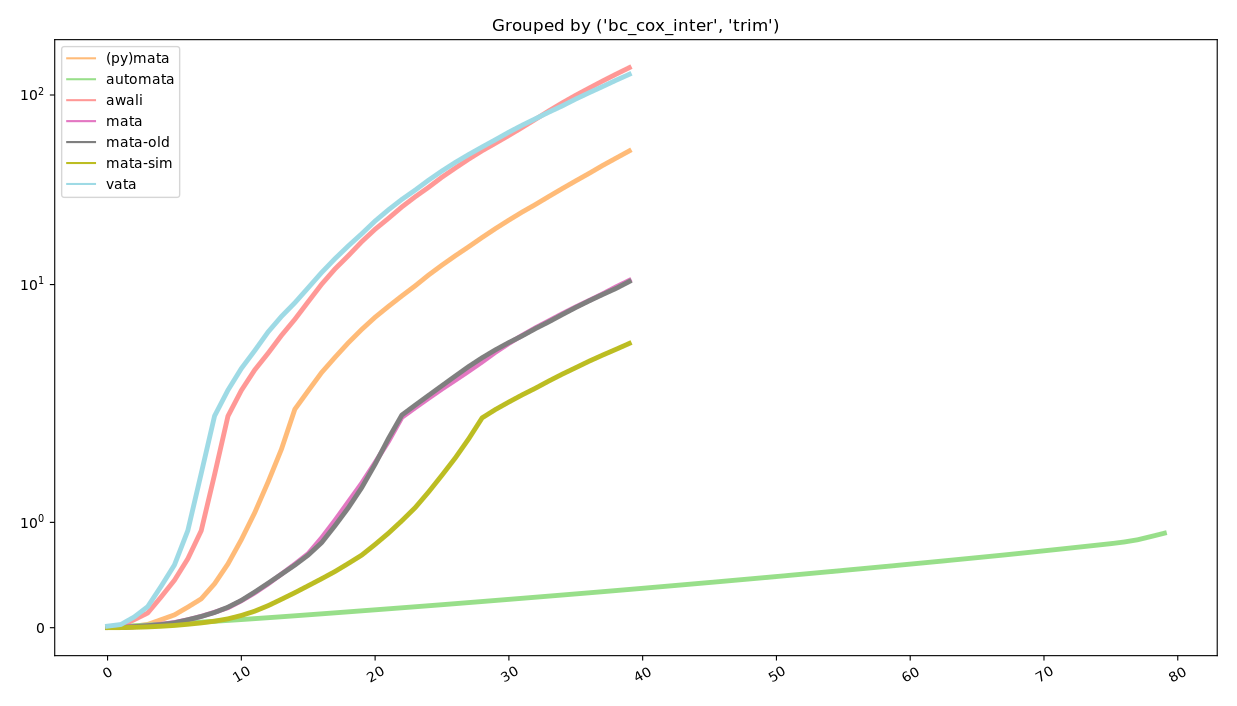 Grouped by ('bc_cox_inter', 'trim')
(py)mata
automata
awali
mata
mata-old
mata-sim
vata
10²
10¹
10⁰
0
0 10 20 30 40 50 60 70 80